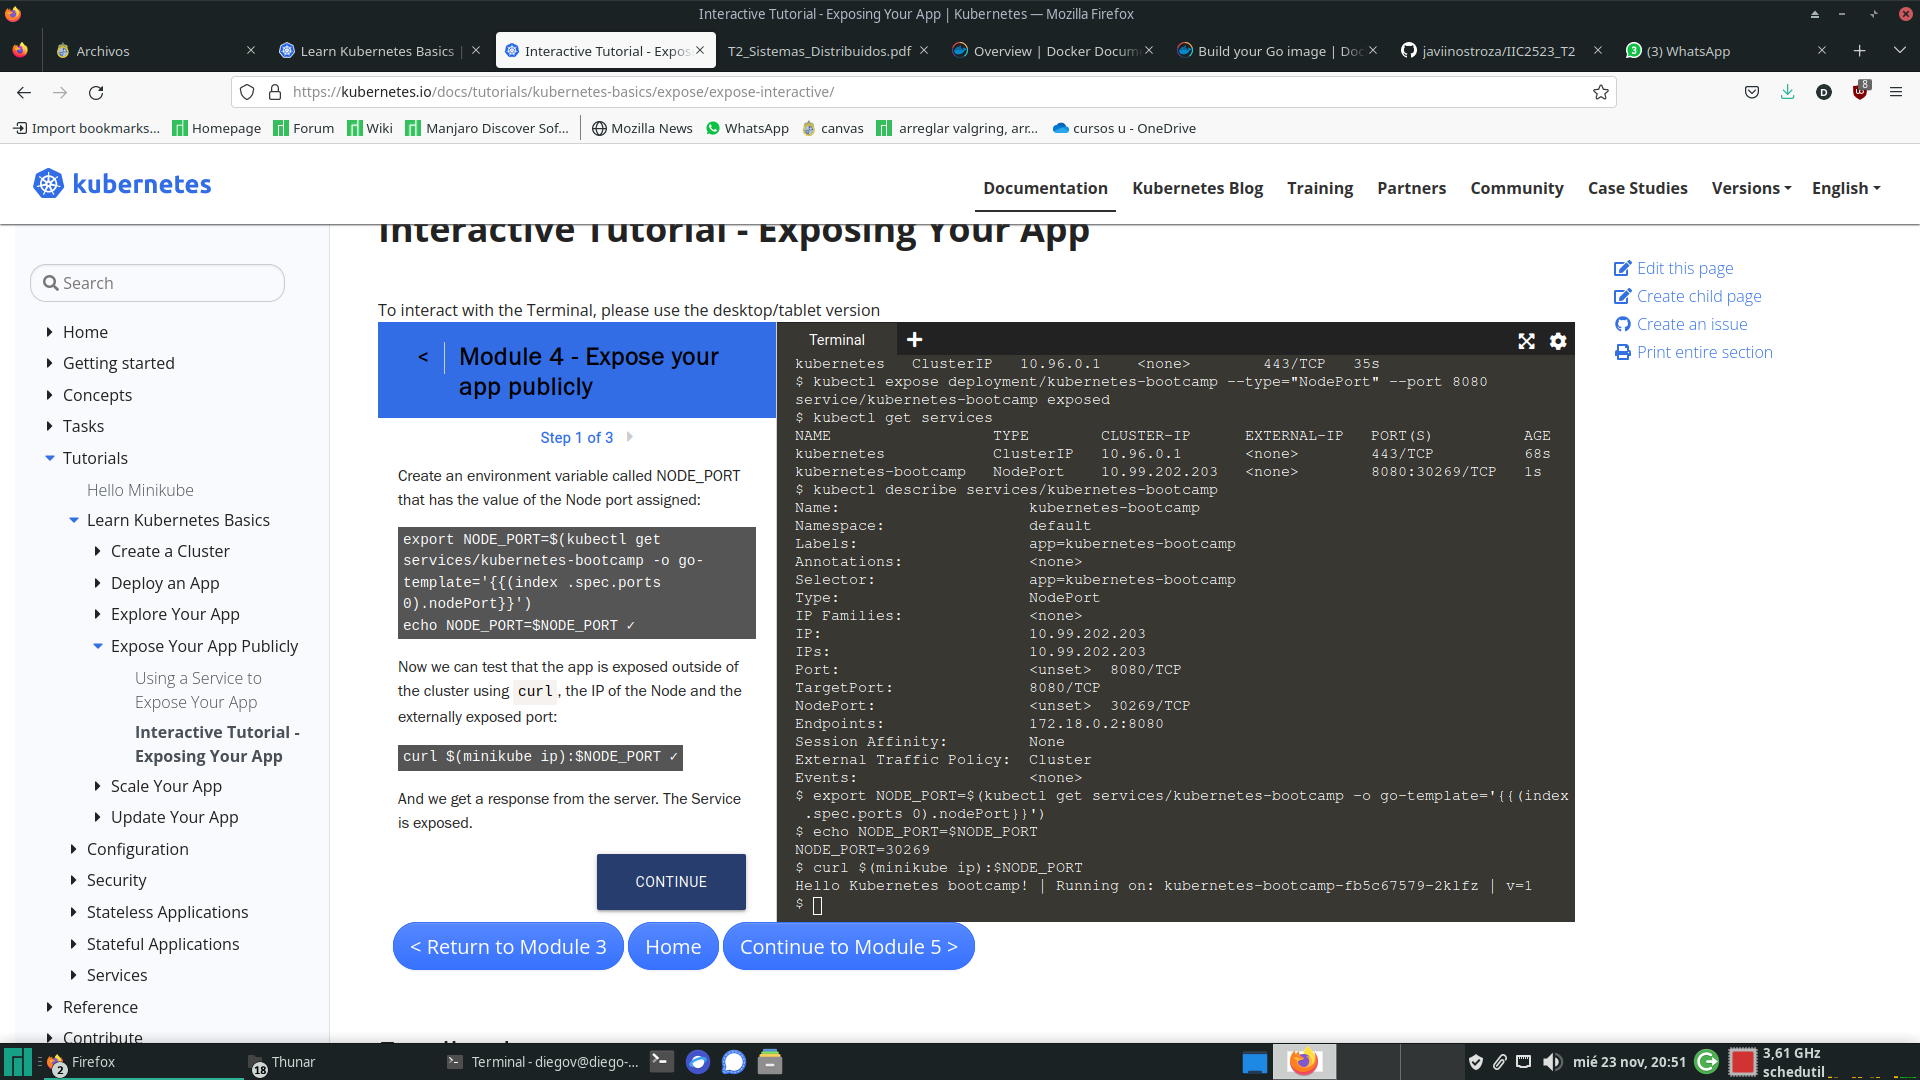 Interactive Tutorial - Exposing Your App | Kubernetes — Mozilla Firefox
Archivos
Learn Kubernetes Basics |
Interactive Tutorial - Expos
T2_Sistemas_Distribuidos.pdf
Overview | Docker Docum
Build your Go image | Doc
javiinostroza/IIC2523_T2
3 (3) WhatsApp
https://kubernetes.io/docs/tutorials/kubernetes-basics/expose/expose-interactive/
D
8
Import bookmarks...
Homepage
Forum
Wiki
Manjaro Discover Sof...
Mozilla News
WhatsApp
canvas
arreglar valgring, arr...
cursos u - OneDrive
kubernetes
Documentation
Kubernetes Blog
Training
Partners
Community
Case Studies
Versions
English
Interactive Tutorial - Exposing Your App
Search
Home
Getting started
Concepts
Tasks
Tutorials
Hello Minikube
Learn Kubernetes Basics
Create a Cluster
Deploy an App
Explore Your App
Expose Your App Publicly
Using a Service to
Expose Your App
Interactive Tutorial -
Exposing Your App
Scale Your App
Update Your App
Configuration
Security
Stateless Applications
Stateful Applications
Services
Reference
Contribute
To interact with the Terminal, please use the desktop/tablet version
< Module 4 - Expose your
app publicly
Step 1 of 3
Create an environment variable called NODE_PORT
that has the value of the Node port assigned:
export NODE_PORT=$(kubectl get
services/kubernetes-bootcamp -o go-
template='{{(index .spec.ports
0).nodePort}}')
echo NODE_PORT=$NODE_PORT ✓
Now we can test that the app is exposed outside of
the cluster using curl, the IP of the Node and the
externally exposed port:
curl $(minikube ip):$NODE_PORT ✓
And we get a response from the server. The Service
is exposed.
CONTINUE
Terminal +
kubernetes ClusterIP 10.96.0.1 <none> 443/TCP 35s
$ kubectl expose deployment/kubernetes-bootcamp --type="NodePort" --port 8080
service/kubernetes-bootcamp exposed
$ kubectl get services
NAME TYPE CLUSTER-IP EXTERNAL-IP PORT(S) AGE
kubernetes ClusterIP 10.96.0.1 <none> 443/TCP 68s
kubernetes-bootcamp NodePort 10.99.202.203 <none> 8080:30269/TCP 1s
$ kubectl describe services/kubernetes-bootcamp
Name: kubernetes-bootcamp
Namespace: default
Labels: app=kubernetes-bootcamp
Annotations: <none>
Selector: app=kubernetes-bootcamp
Type: NodePort
IP Families: <none>
IP: 10.99.202.203
IPs: 10.99.202.203
Port: <unset> 8080/TCP
TargetPort: 8080/TCP
NodePort: <unset> 30269/TCP
Endpoints: 172.18.0.2:8080
Session Affinity: None
External Traffic Policy: Cluster
Events: <none>
$ export NODE_PORT=$(kubectl get services/kubernetes-bootcamp -o go-template='{{(index
.spec.ports 0).nodePort}}')
$ echo NODE_PORT=$NODE_PORT
NODE_PORT=30269
$ curl $(minikube ip):$NODE_PORT
Hello Kubernetes bootcamp! | Running on: kubernetes-bootcamp-fb5c67579-2klfz | v=1
$
< Return to Module 3
Home
Continue to Module 5 >
Edit this page
Create child page
Create an issue
Print entire section
2 Firefox
18 Thunar
Terminal - diegov@diego-...
mié 23 nov, 20:51
3,61 GHz
schedutil